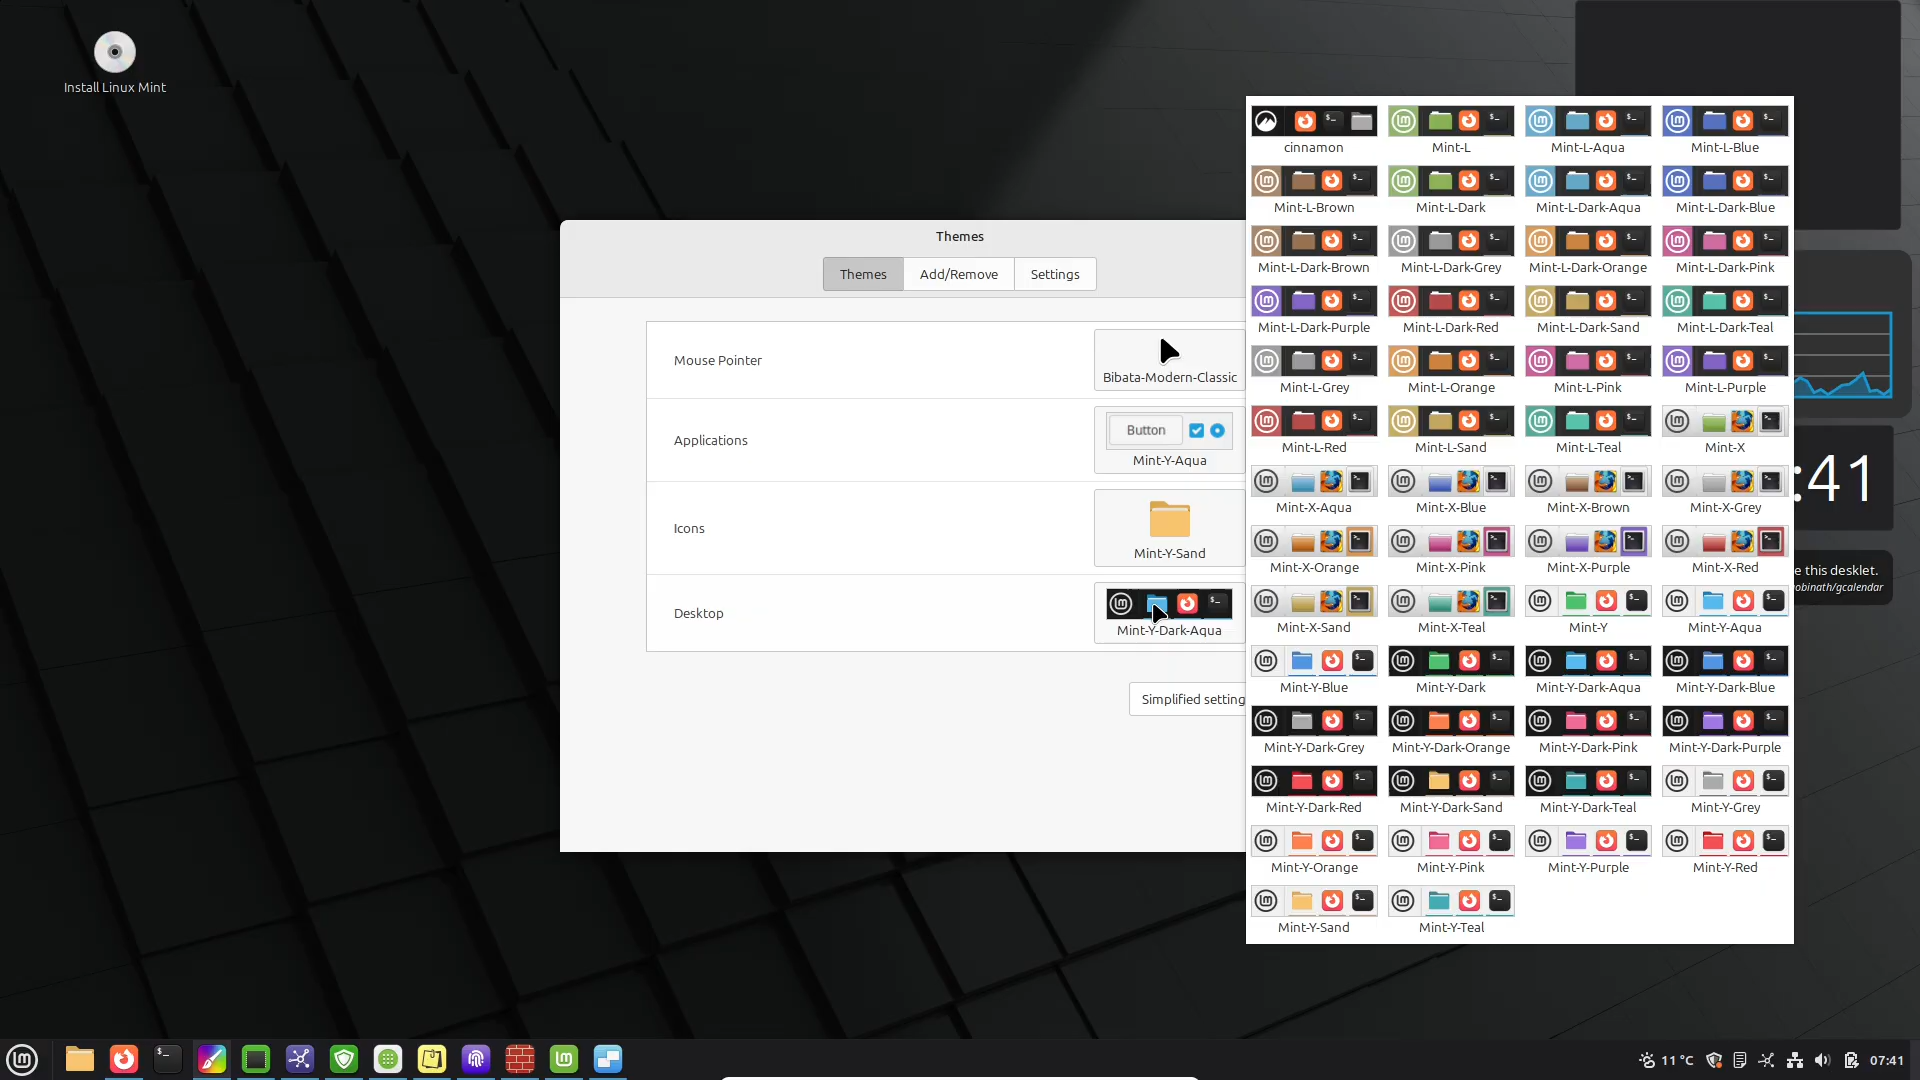 Install Linux Mint
Themes
Themes
Add/Remove
Settings
Mouse Pointer
Bibata-Modern-Classic
Applications
Button
Mint-Y-Aqua
Icons
Mint-Y-Sand
Desktop
Mint-Y-Dark-Aqua
Simplified setting
cinnamon
Mint-L
Mint-L-Aqua
Mint-L-Blue
Mint-L-Brown
Mint-L-Dark
Mint-L-Dark-Aqua
Mint-L-Dark-Blue
Mint-L-Dark-Brown
Mint-L-Dark-Grey
Mint-L-Dark-Orange
Mint-L-Dark-Pink
Mint-L-Dark-Purple
Mint-L-Dark-Red
Mint-L-Dark-Sand
Mint-L-Dark-Teal
Mint-L-Grey
Mint-L-Orange
Mint-L-Pink
Mint-L-Purple
Mint-L-Red
Mint-L-Sand
Mint-L-Teal
Mint-X
Mint-X-Aqua
Mint-X-Blue
Mint-X-Brown
Mint-X-Grey
Mint-X-Orange
Mint-X-Pink
Mint-X-Purple
Mint-X-Red
Mint-X-Sand
Mint-X-Teal
Mint-Y
Mint-Y-Aqua
Mint-Y-Blue
Mint-Y-Dark
Mint-Y-Dark-Aqua
Mint-Y-Dark-Blue
Mint-Y-Dark-Grey
Mint-Y-Dark-Orange
Mint-Y-Dark-Pink
Mint-Y-Dark-Purple
Mint-Y-Dark-Red
Mint-Y-Dark-Sand
Mint-Y-Dark-Teal
Mint-Y-Grey
Mint-Y-Orange
Mint-Y-Pink
Mint-Y-Purple
Mint-Y-Red
Mint-Y-Sand
Mint-Y-Teal
:41
e this desklet.
obinath/gcalendar
11 °C
07:41